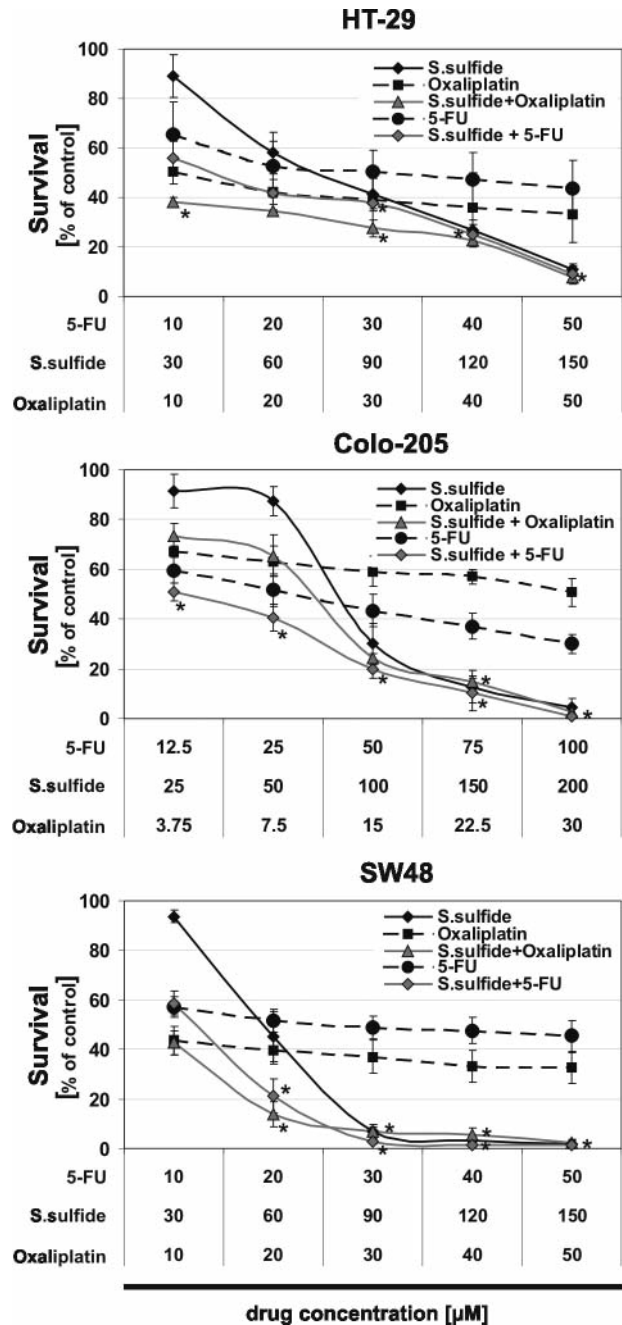 HT-29
100
80
60
40
20
0
Survival
[% of control]
S.sulfide
Oxaliplatin
S.sulfide+Oxaliplatin
5-FU
S.sulfide + 5-FU
*
*
*
*
5-FU 10 20 30 40 50
S.sulfide 30 60 90 120 150
Oxaliplatin 10 20 30 40 50
Colo-205
100
80
60
40
20
0
Survival
[% of control]
S.sulfide
Oxaliplatin
S.sulfide + Oxaliplatin
5-FU
S.sulfide + 5-FU
*
*
*
*
*
*
5-FU 12.5 25 50 75 100
S.sulfide 25 50 100 150 200
Oxaliplatin 3.75 7.5 15 22.5 30
SW48
100
80
60
40
20
0
Survival
[% of control]
S.sulfide
Oxaliplatin
S.sulfide+Oxaliplatin
5-FU
S.sulfide+5-FU
*
*
*
*
*
*
*
5-FU 10 20 30 40 50
S.sulfide 30 60 90 120 150
Oxaliplatin 10 20 30 40 50
drug concentration [µM]